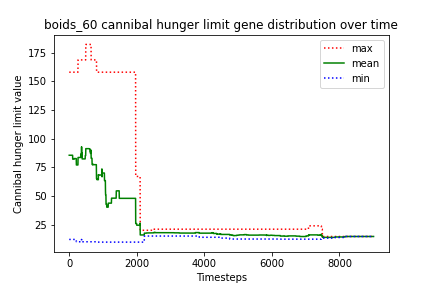 boids_60 cannibal hunger limit gene distribution over time
max
mean
min
Cannibal hunger limit value
175
150
125
100
75
50
25
0
2000
4000
6000
8000
Timesteps